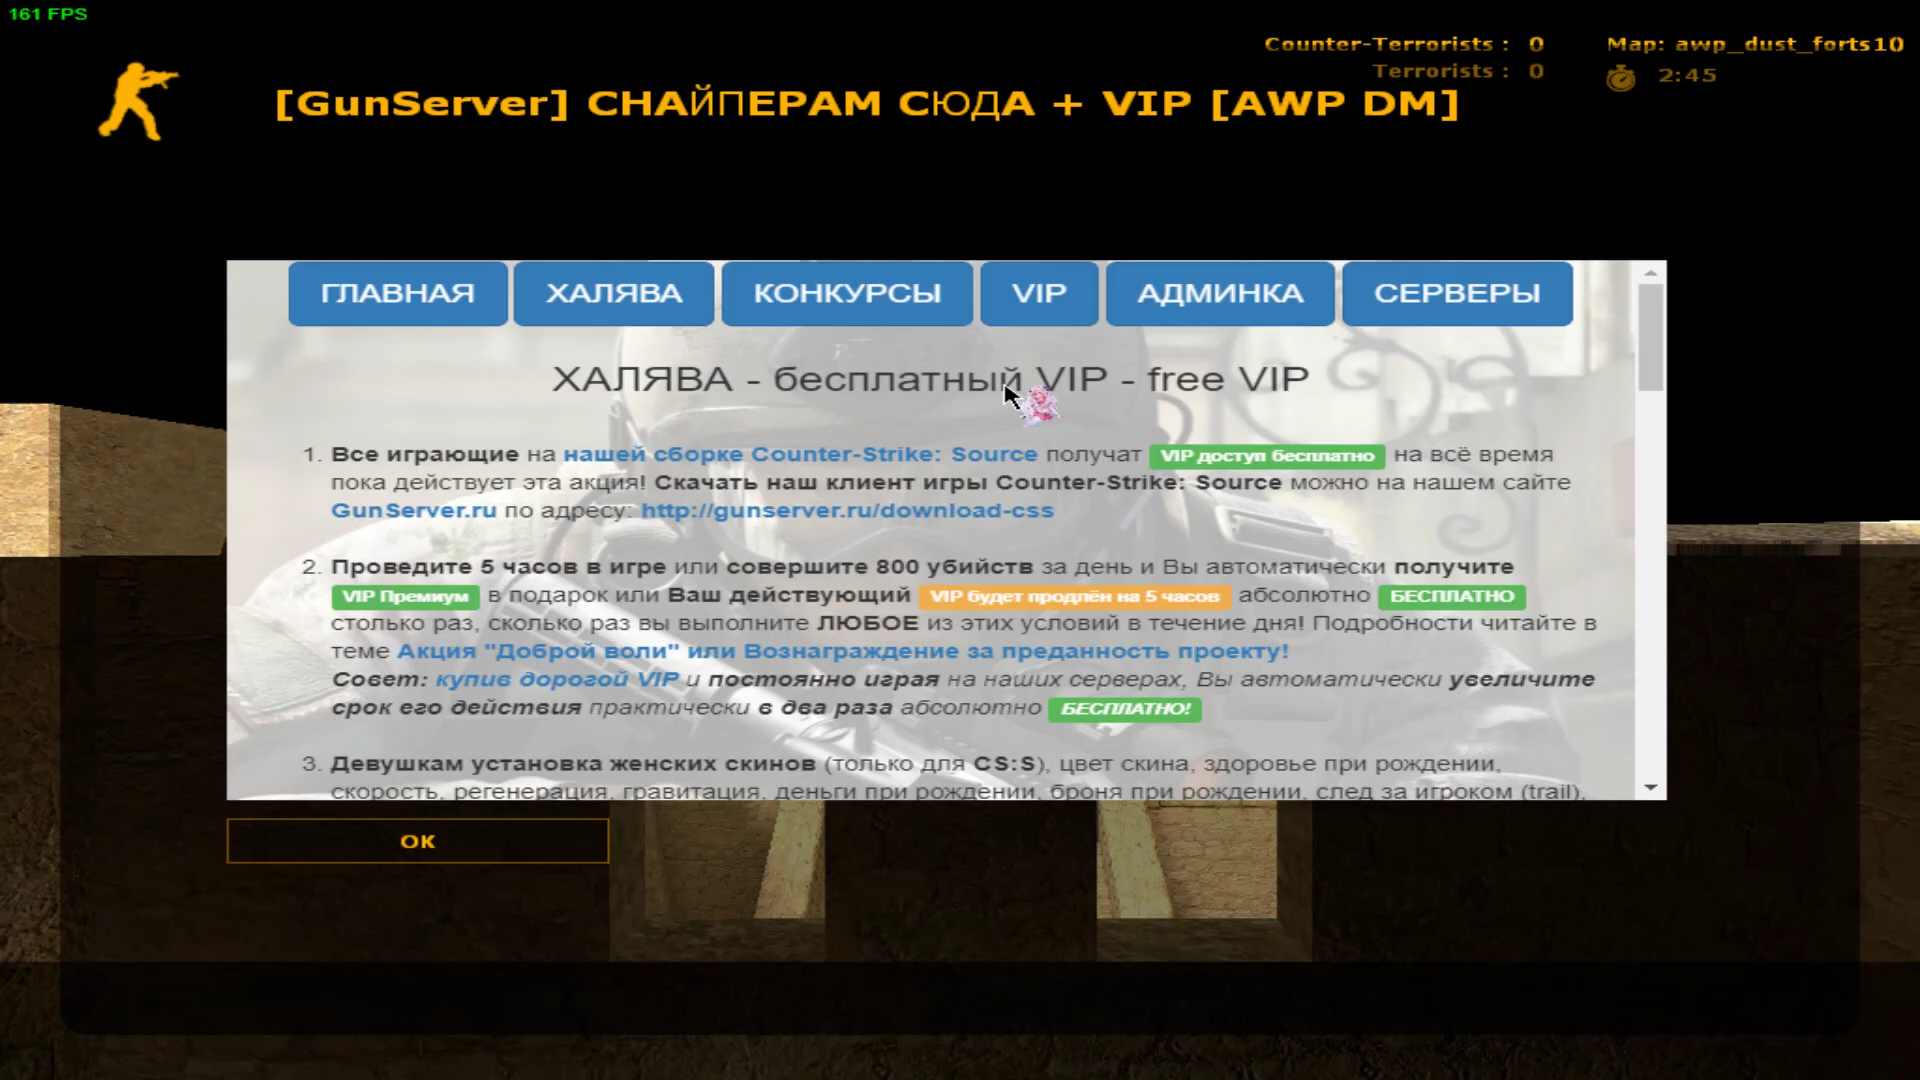 161 FPS
Counter-Terrorists : 0
Terrorists : 0
Map: awp_dust_forts10
2:45
[GunServer] СНАЙПЕРАМ СЮДА + VIP [AWP DM]
ГЛАВНАЯ ХАЛЯВА КОНКУРСЫ VIP АДМИНКА СЕРВЕРЫ
ХАЛЯВА - бесплатный VIP - free VIP
1. Все играющие на нашей сборке Counter-Strike: Source получат VIP доступ бесплатно на всё время
пока действует эта акция! Скачать наш клиент игры Counter-Strike: Source можно на нашем сайте
GunServer.ru по адресу: http://gunserver.ru/download-css
2. Проведите 5 часов в игре или совершите 800 убийств за день и Вы автоматически получите
VIP Премиум в подарок или Ваш действующий VIP будет продлён на 5 часов абсолютно БЕСПЛАТНО
столько раз, сколько раз вы выполните ЛЮБОЕ из этих условий в течение дня! Подробности читайте в
теме Акция "Доброй воли" или Вознаграждение за преданность проекту!
Совет: купив дорогой VIP и постоянно играя на наших серверах, Вы автоматически увеличите
срок его действия практически в два раза абсолютно БЕСПЛАТНО!
3. Девушкам установка женских скинов (только для CS:S), цвет скина, здоровье при рождении,
скорость, регенерация, гравитация, деньги при рождении, броня при рождении, след за игроком (trail),
OK